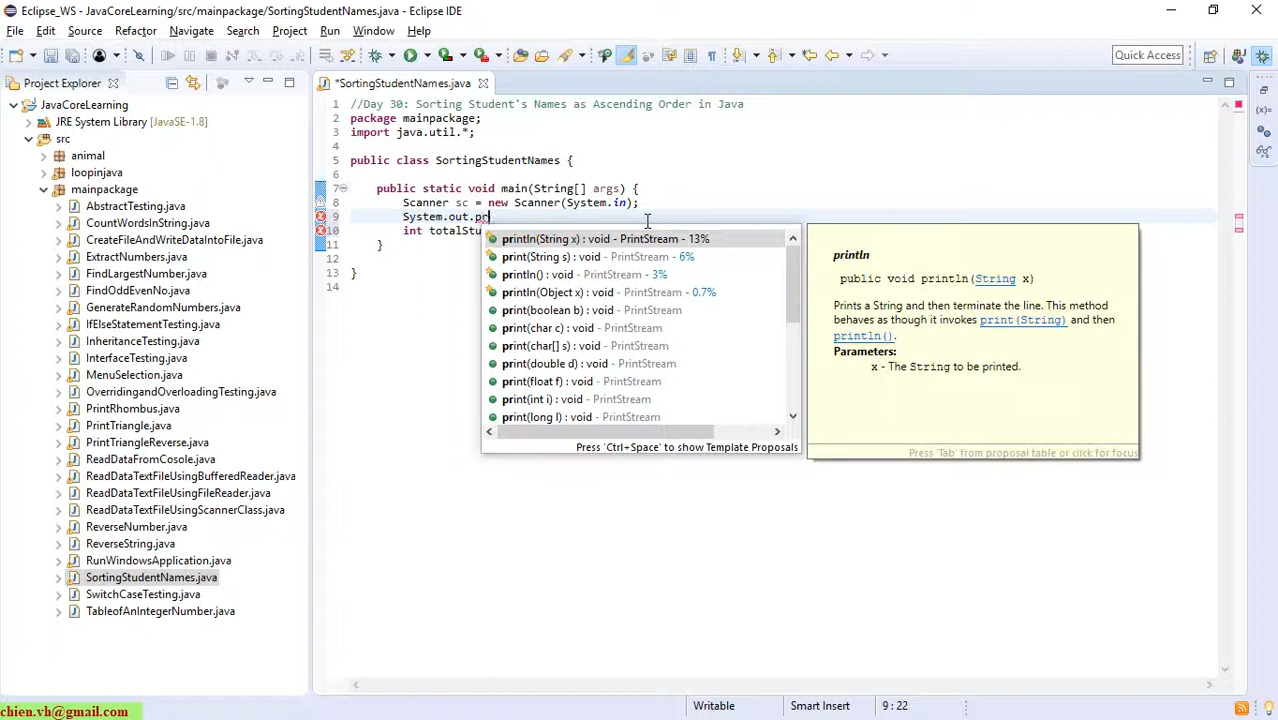 Eclipse_WS - JavaCoreLearning/src/mainpackage/SortingStudentNames.java - Eclipse IDE
File Edit Source Refactor Navigate Search Project Run Window Help
Quick Access
Project Explorer
JavaCoreLearning
JRE System Library [JavaSE-1.8]
src
animal
loopinjava
mainpackage
AbstractTesting.java
CountWordsInString.java
CreateFileAndWriteDataIntoFile.java
ExtractNumbers.java
FindLargestNumber.java
FindOddEvenNo.java
GenerateRandomNumbers.java
IfElseStatementTesting.java
InheritanceTesting.java
InterfaceTesting.java
MenuSelection.java
OverridingandOverloadingTesting.java
PrintRhombus.java
PrintTriangle.java
PrintTriangleReverse.java
ReadDataFromCosole.java
ReadDataTextFileUsingBufferedReader.java
ReadDataTextFileUsingFileReader.java
ReadDataTextFileUsingScannerClass.java
ReverseNumber.java
ReverseString.java
RunWindowsApplication.java
SortingStudentNames.java
SwitchCaseTesting.java
TableofAnIntegerNumber.java
*SortingStudentNames.java
1 //Day 30: Sorting Student's Names as Ascending Order in Java
2 package mainpackage;
3 import java.util.*;
4
5 public class SortingStudentNames {
6
7 public static void main(String[] args) {
8 Scanner sc = new Scanner(System.in);
9 System.out.pr
10 int totalStu
11 }
12
13 }
14
println(String x) : void - PrintStream - 13%
print(String s) : void - PrintStream - 6%
println() : void - PrintStream - 3%
println(Object x) : void - PrintStream - 0.7%
print(boolean b) : void - PrintStream
print(char c) : void - PrintStream
print(char[] s) : void - PrintStream
print(double d) : void - PrintStream
print(float f) : void - PrintStream
print(int i) : void - PrintStream
print(long l) : void - PrintStream
Press 'Ctrl+Space' to show Template Proposals
println
public void println(String x)
Prints a String and then terminate the line. This method
behaves as though it invokes print(String) and then
println().
Parameters:
x - The String to be printed.
Press 'Tab' from proposal table or click for focus
chien.vh@gmail.com
Writable Smart Insert 9 : 22